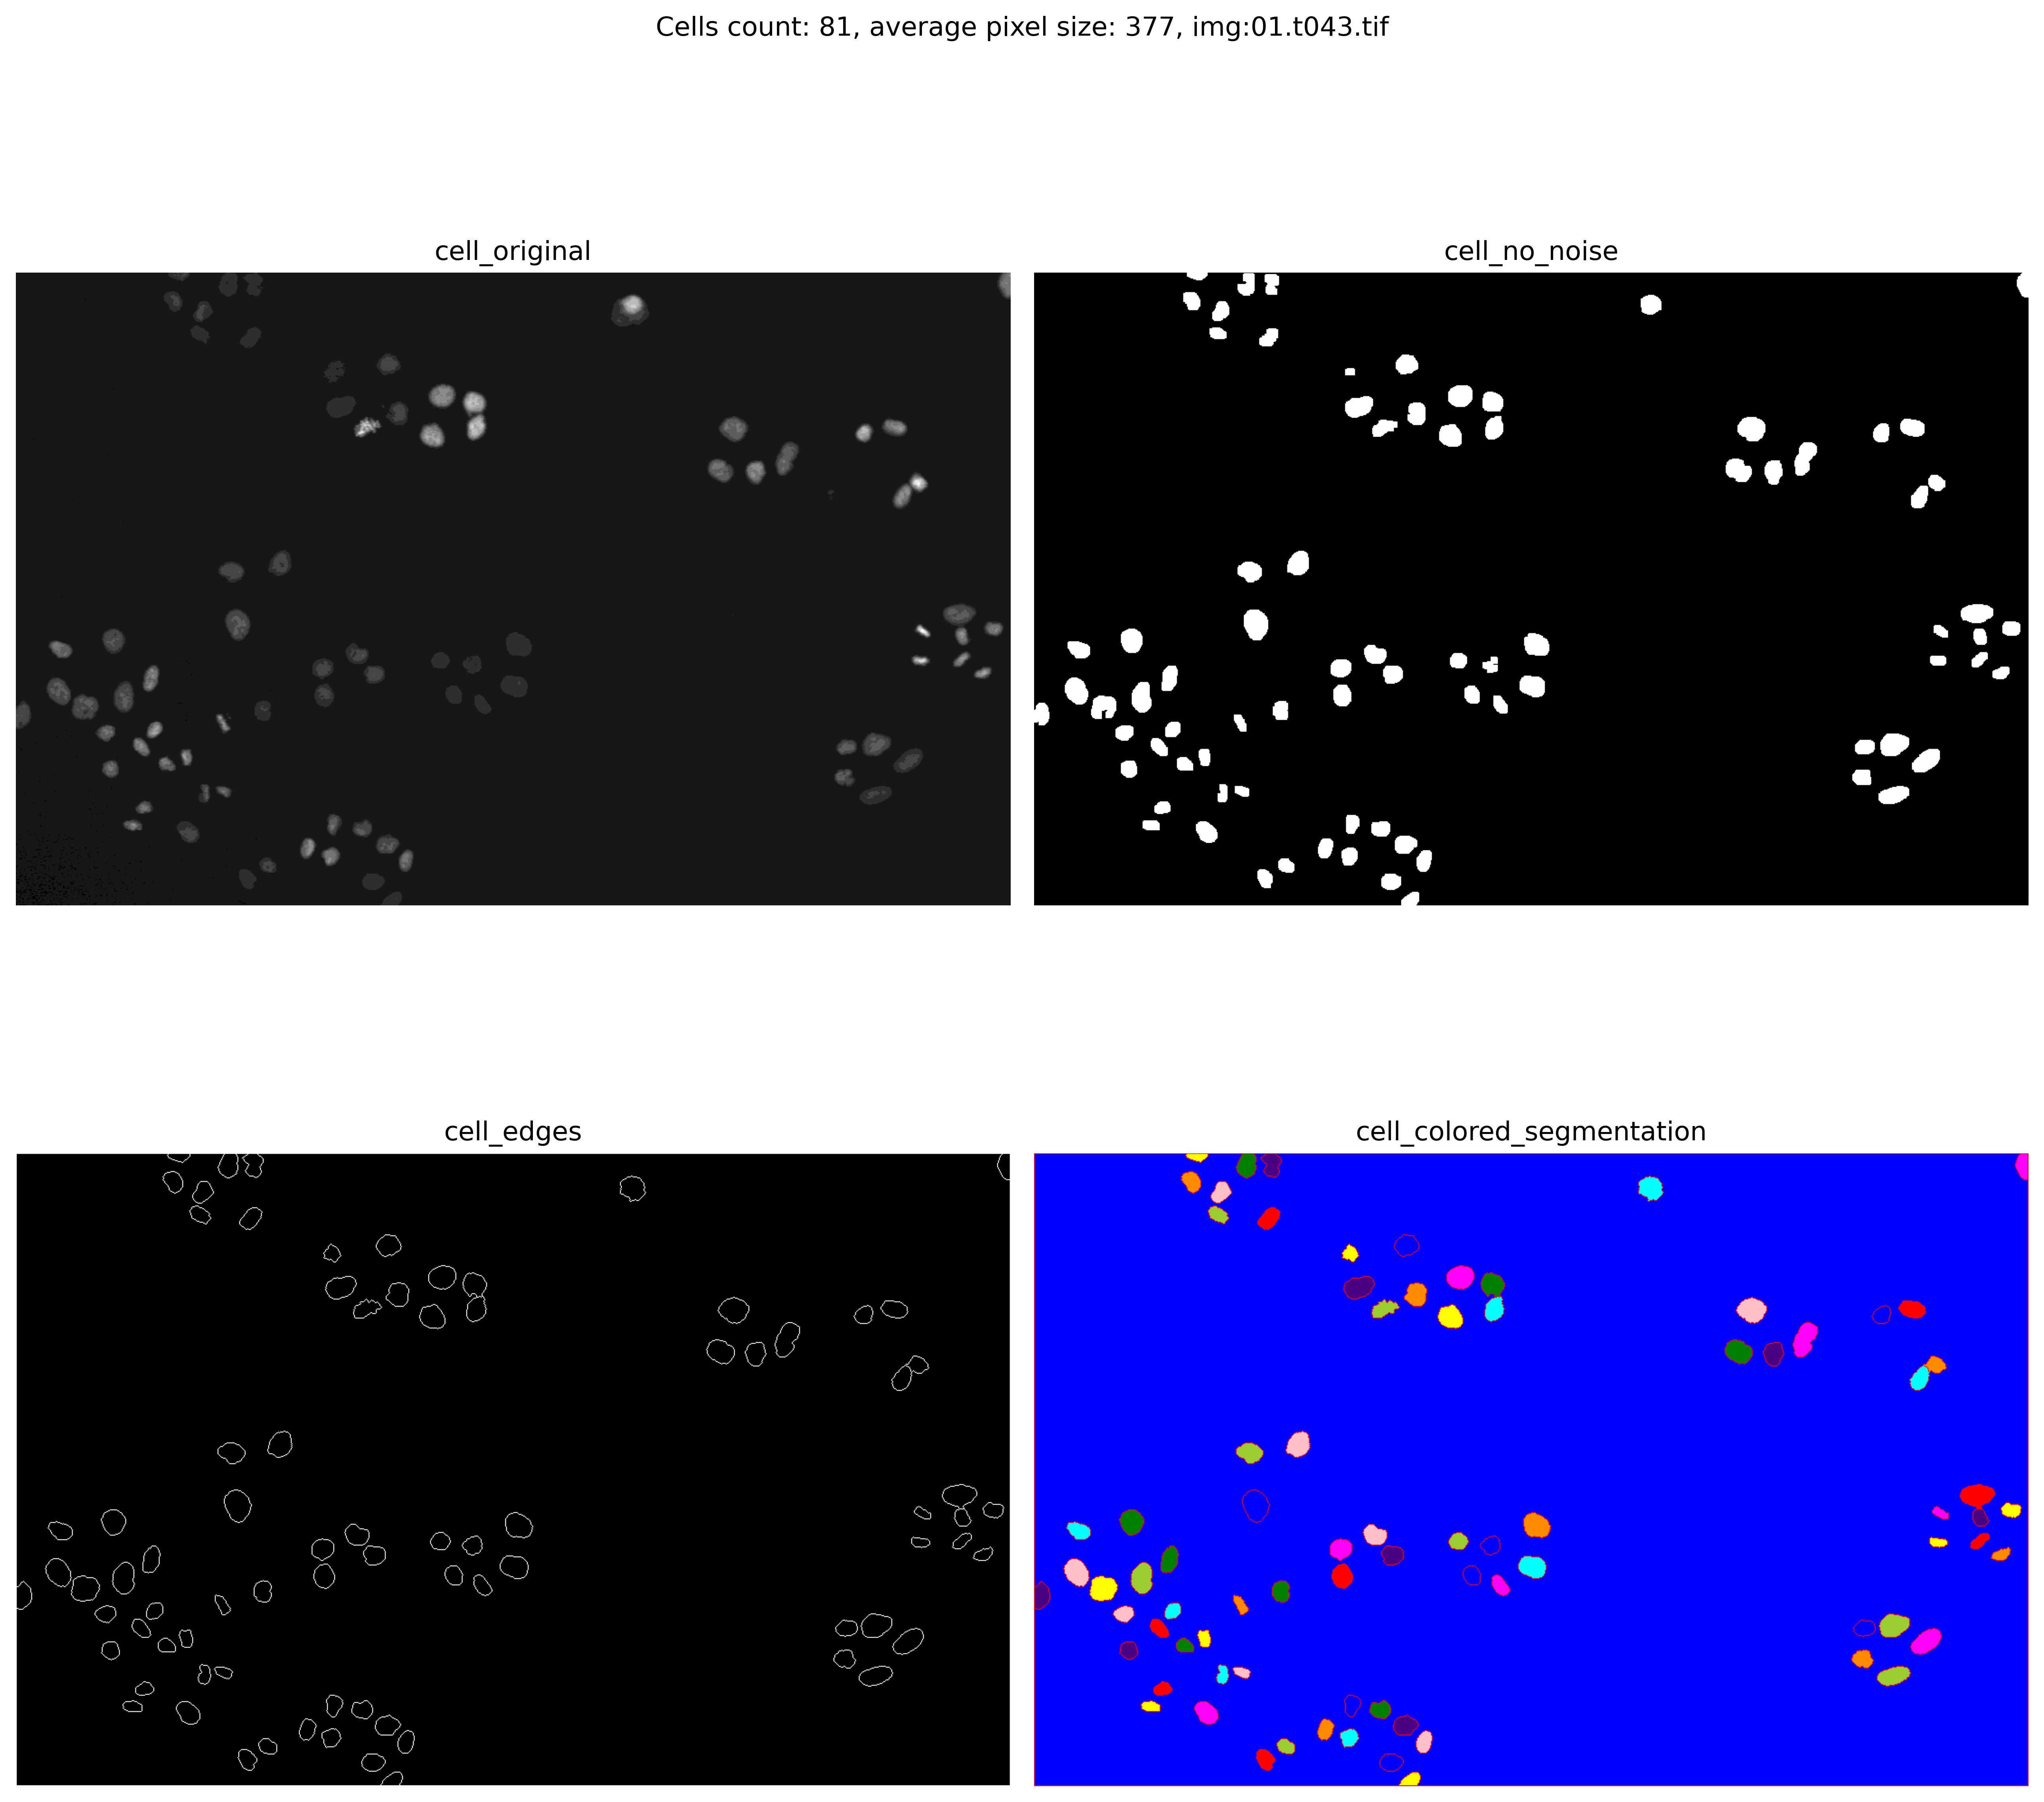 Cells count: 81, average pixel size: 377, img:01.t043.tif
cell_original
cell_no_noise
cell_edges
cell_colored_segmentation